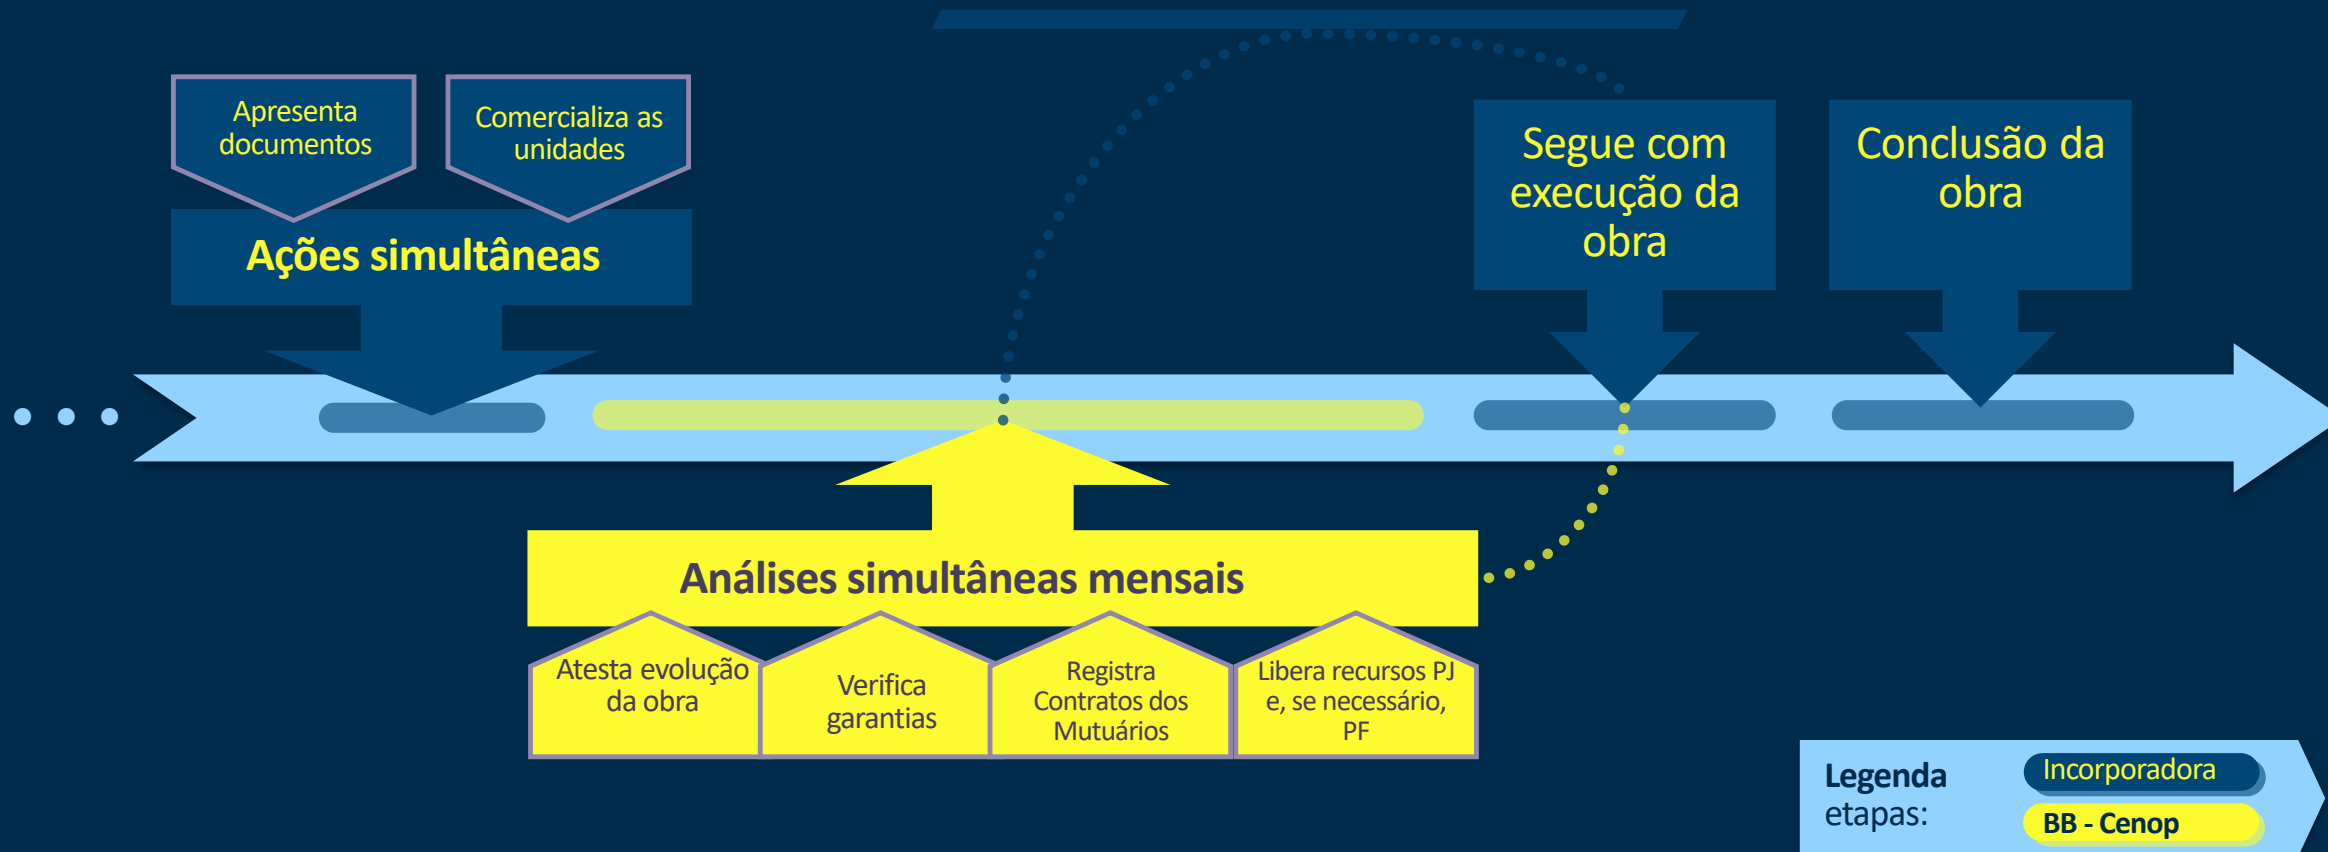 Apresenta
documentos
Comercializa as
unidades
Ações simultâneas
Segue com
execução da
obra
Conclusão da
obra
Análises simultâneas mensais
Atesta evolução
da obra
Verifica
garantias
Registra
Contratos dos
Mutuários
Libera recursos PJ
e, se necessário,
PF
Legenda
etapas:
Incorporadora
BB - Cenop